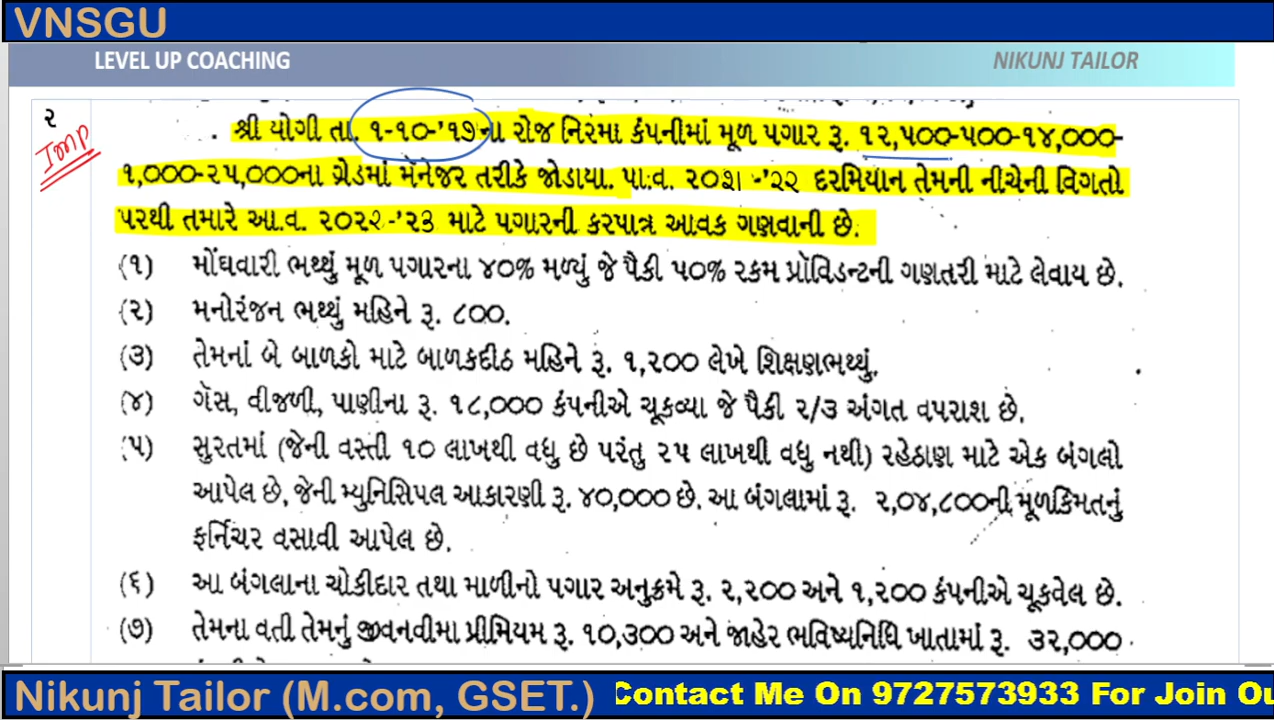 VNSGU
LEVEL UP COACHING
NIKUNJ TAILOR
૨
Imp
શ્રી યોગી તા. ૧-૧૦-'૧૭ના રોજ નિરમા કંપનીમાં મૂળ પગાર રૂ. ૧૨,૫૦૦-૫૦૦-૧૪,૦૦૦-
૧,૦૦૦-૨૫,૦૦૦ના ગ્રેડમાં મૅનેજર તરીકે જોડાયા. પા.વ. ૨૦૨૧-'૨૨ દરમિયાન તેમની નીચેની વિગતો
પરથી તમારે આ.વ. ૨૦૨૨-'૨૩ માટે પગારની કરપાત્ર આવક ગણવાની છે.
(૧) મોંઘવારી ભથ્થું મૂળ પગારના ૪૦% મળ્યું જે પૈકી ૫૦% રકમ પ્રૉવિડન્ટની ગણતરી માટે લેવાય છે.
(૨) મનોરંજન ભથ્થું મહિને રૂ. ૮૦૦.
(૩) તેમનાં બે બાળકો માટે બાળકદીઠ મહિને રૂ. ૧,૨૦૦ લેખે શિક્ષણભથ્થું.
(૪) ગૅસ, વીજળી, પાણીના રૂ. ૧૮,૦૦૦ કંપનીએ ચૂકવ્યા જે પૈકી ૨/૩ અંગત વપરાશ છે.
(૫) સુરતમાં (જેની વસ્તી ૧૦ લાખથી વધુ છે પરંતુ ૨૫ લાખથી વધુ નથી) રહેઠાણ માટે એક બંગલો
આપેલ છે, જેની મ્યુનિસિપલ આકારણી રૂ. ૪૦,૦૦૦ છે. આ બંગલામાં રૂ. ૨,૦૪,૮૦૦ની મૂળકિંમતનું
ફર્નિચર વસાવી આપેલ છે.
(૬) આ બંગલાના ચોકીદાર તથા માળીનો પગાર અનુક્રમે રૂ. ૨,૨૦૦ અને ૧,૨૦૦ કંપનીએ ચૂકવેલ છે.
(૭) તેમના વતી તેમનું જીવનવીમા પ્રીમિયમ રૂ. ૧૦,૩૦૦ અને જાહેર ભવિષ્યનિધિ ખાતામાં રૂ. ૩૨,૦૦૦
Nikunj Tailor (M.com, GSET.)
Contact Me On 9727573933 For Join